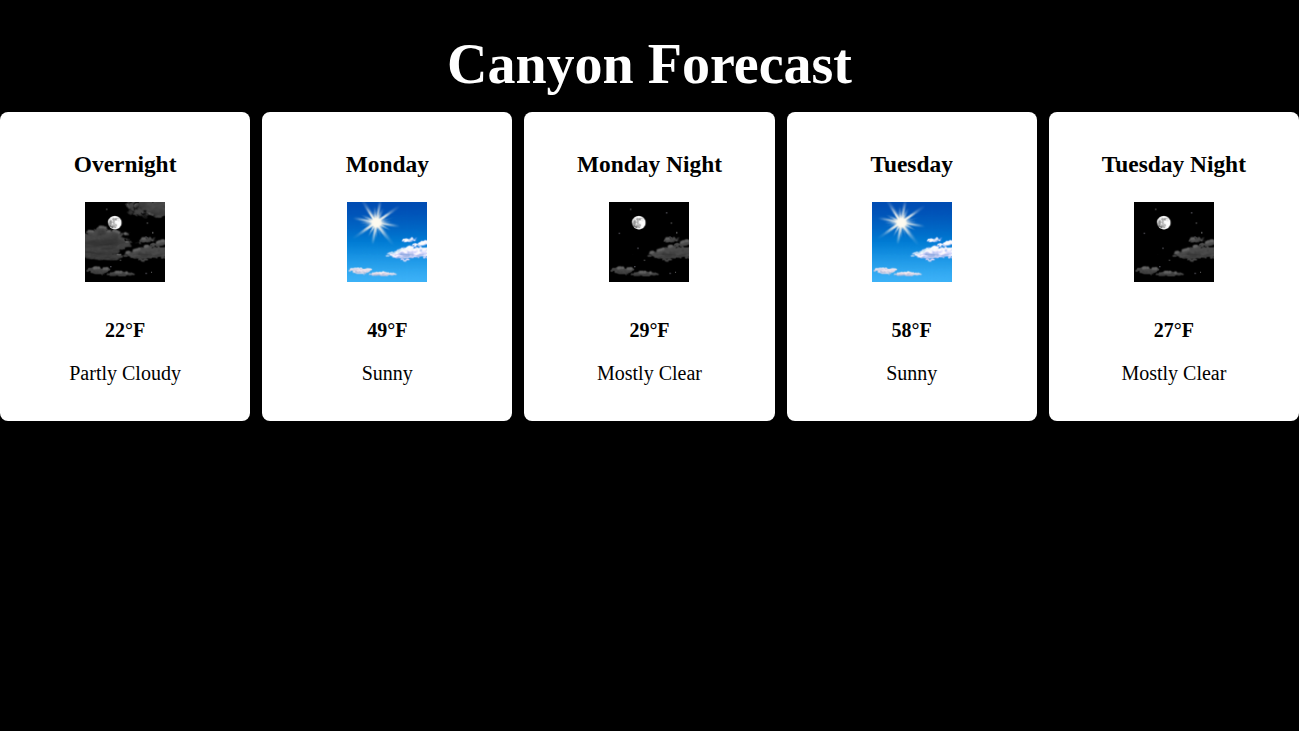 Canyon Forecast
Overnight
22°F
Partly Cloudy
Monday
49°F
Sunny
Monday Night
29°F
Mostly Clear
Tuesday
58°F
Sunny
Tuesday Night
27°F
Mostly Clear